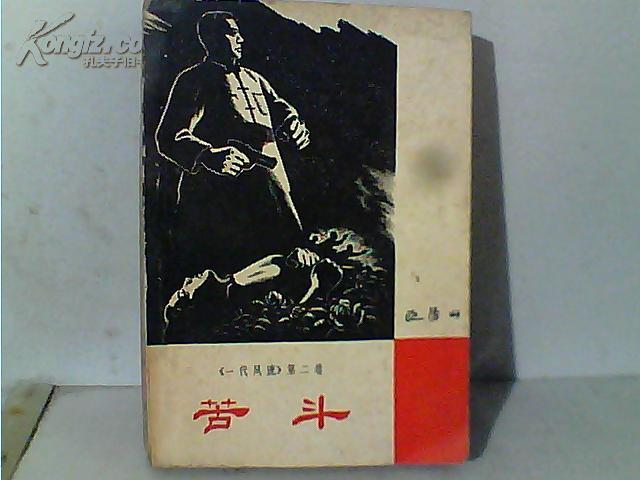 Kongfz.com
孔夫子旧书网
欧阳山
《一代风流》第二卷
苦斗